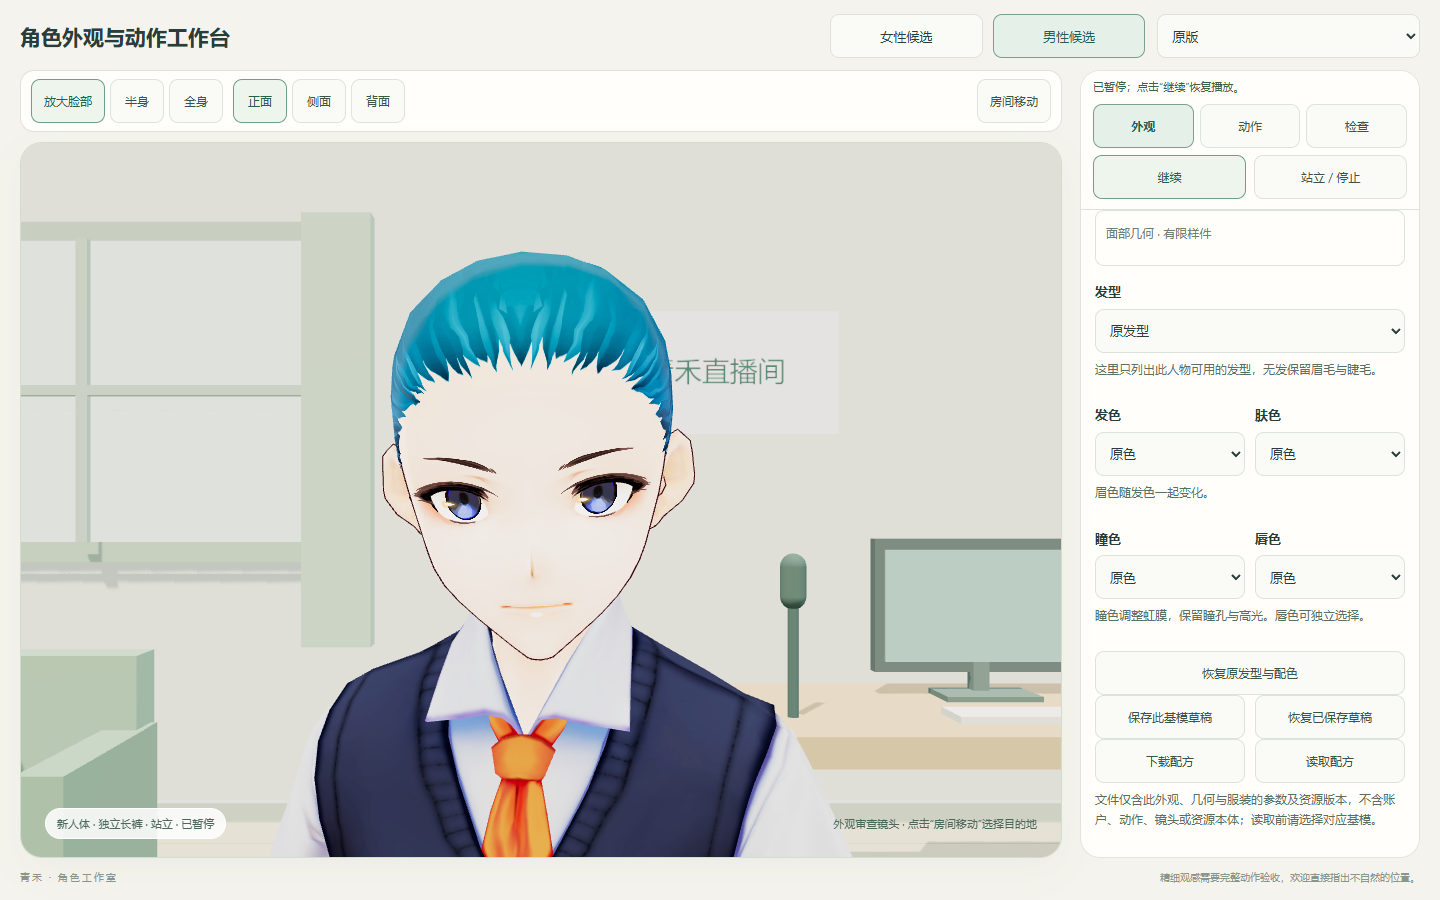 角色外观与动作工作台
女性候选
男性候选
原版
放大脸部
半身
全身
正面
侧面
背面
房间移动
已暂停；点击“继续”恢复播放。
外观
动作
检查
继续
站立 / 停止
面部几何 · 有限样件
发型
原发型
这里只列出此人物可用的发型，无发保留眉毛与睫毛。
发色
肤色
原色
原色
眉色随发色一起变化。
瞳色
唇色
原色
原色
瞳色调整虹膜，保留瞳孔与高光。唇色可独立选择。
恢复原发型与配色
保存此基模草稿
恢复已保存草稿
下载配方
读取配方
文件仅含此外观、几何与服装的参数及资源版本，不含账
户、动作、镜头或资源本体；读取前请选择对应基模。
禾直播间
新人体 · 独立长裤 · 站立 · 已暂停
外观审查镜头 · 点击“房间移动”选择目的地
青禾 · 角色工作室
精细观感需要完整动作验收，欢迎直接指出不自然的位置。